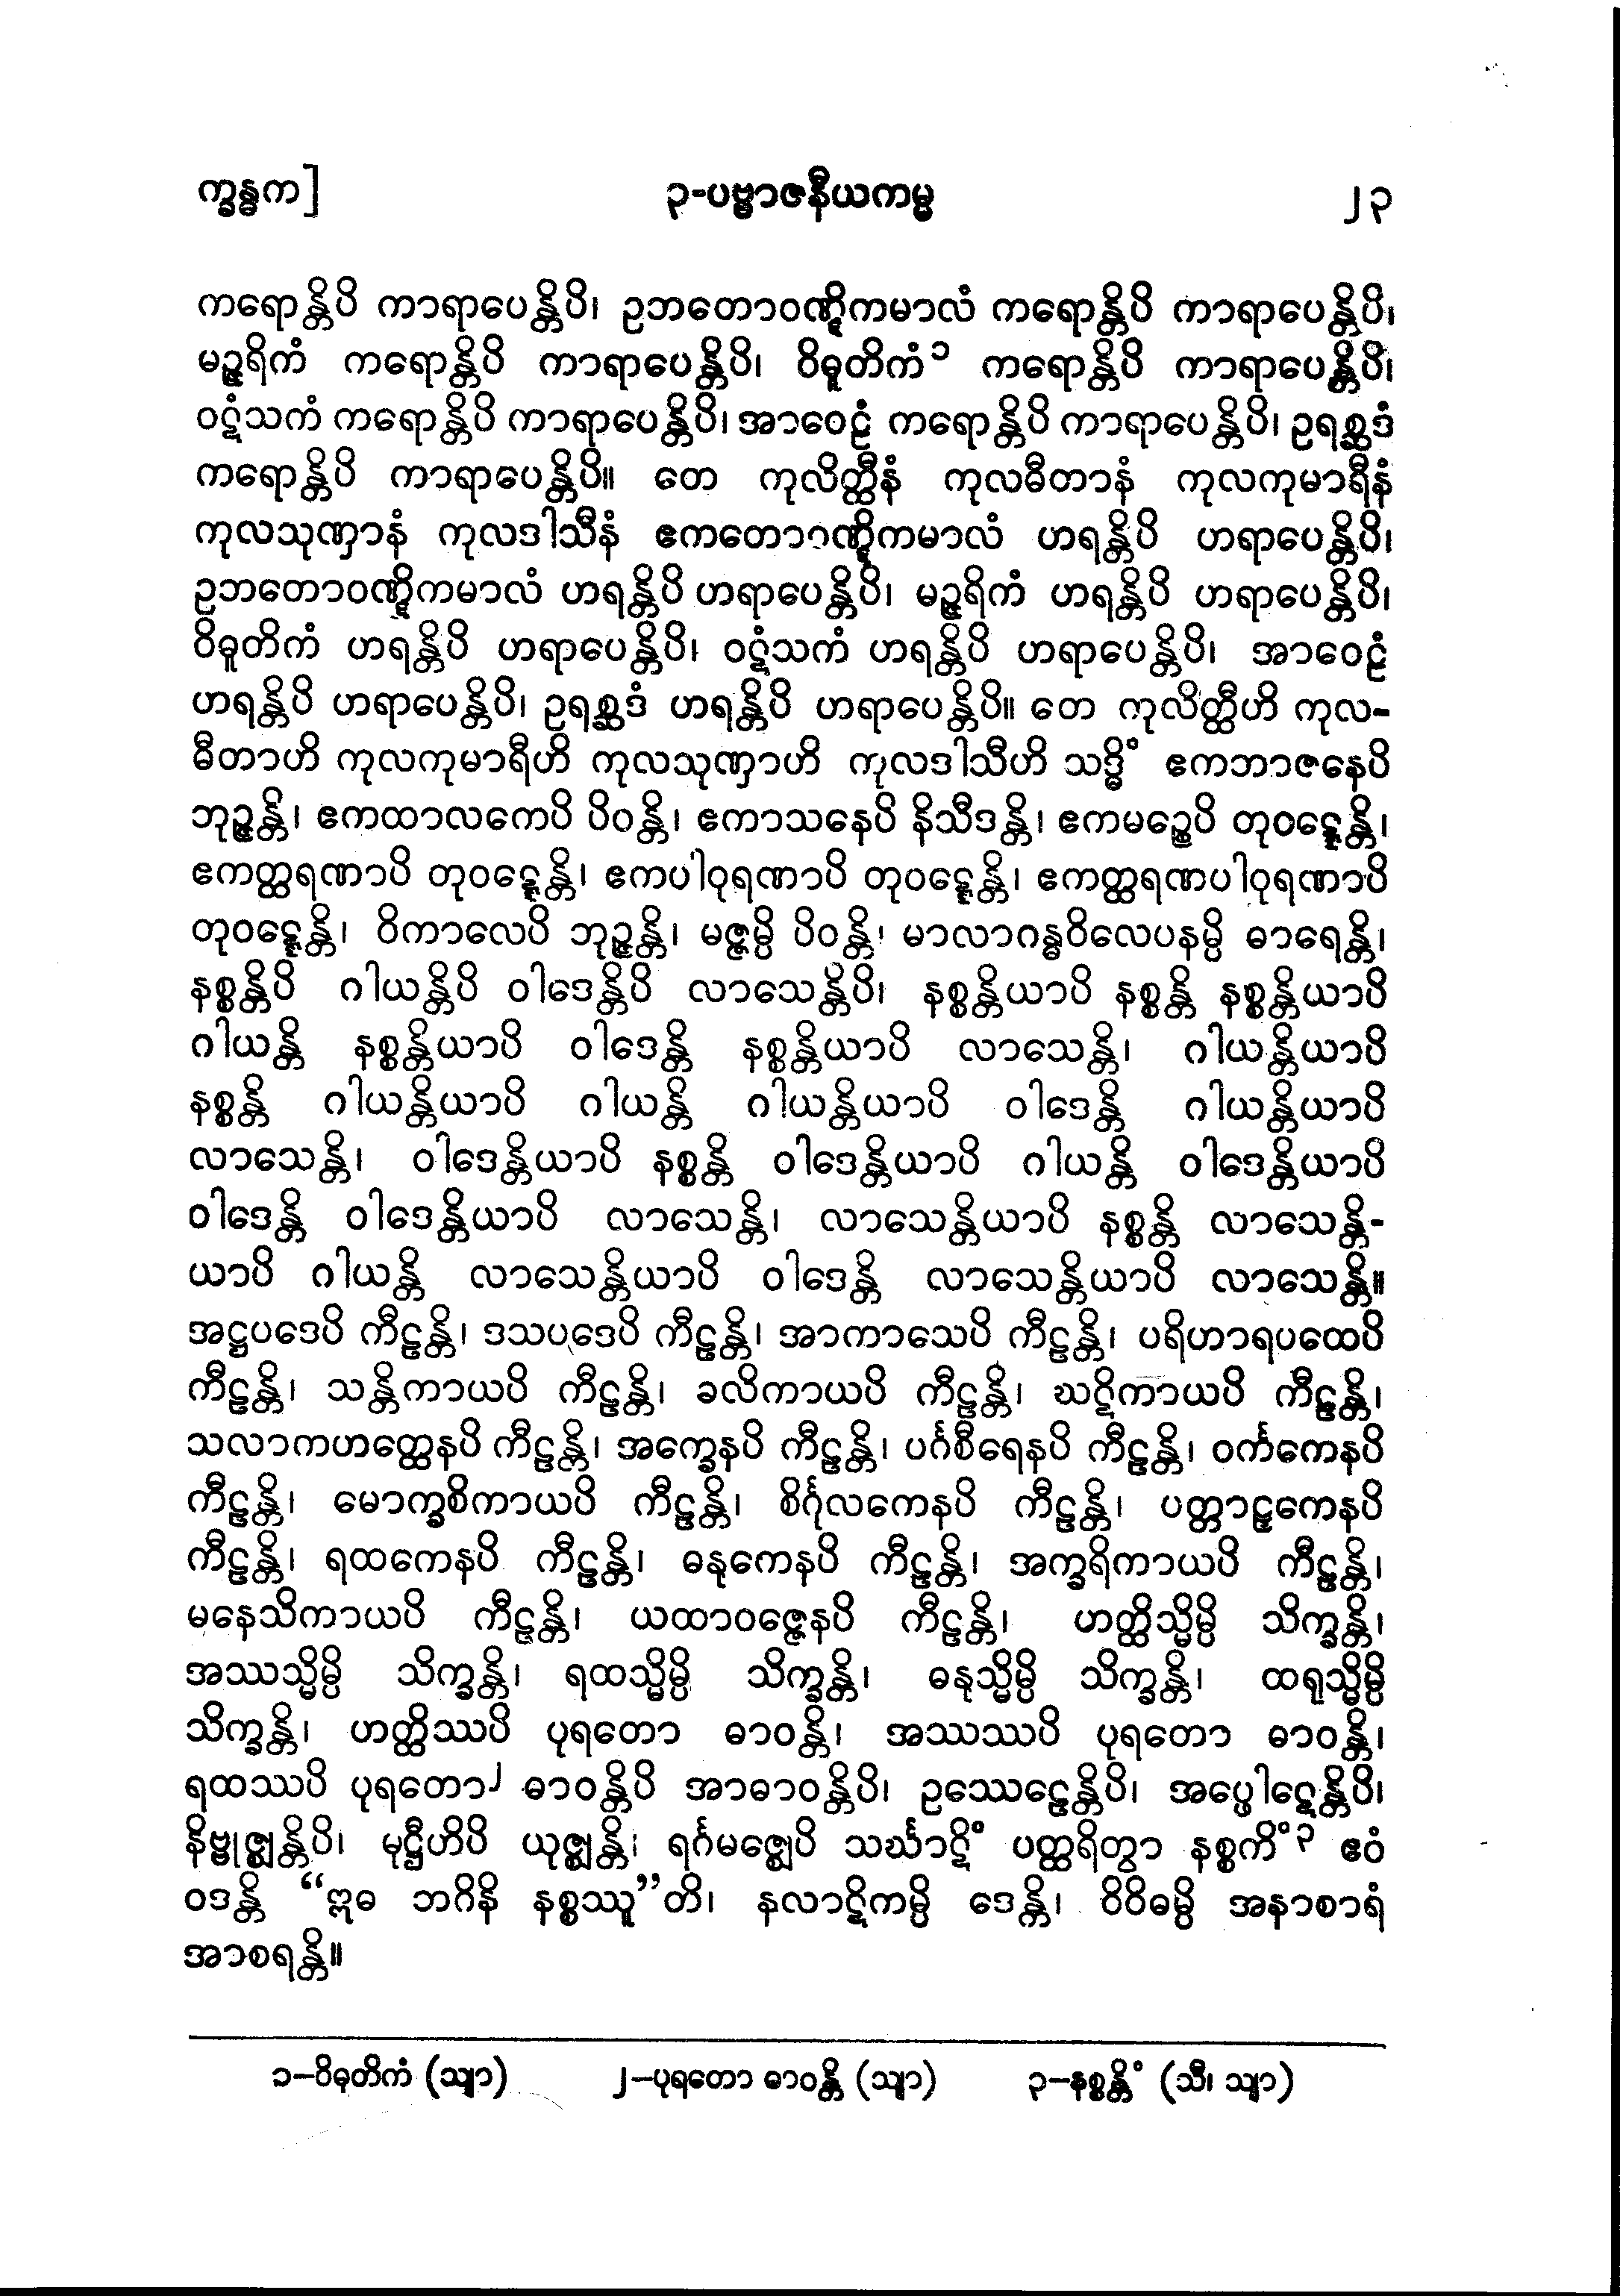 က္ခန္ဓက] ၃-ပဗ္ဗာဇနီယကမ္မ ၂၃
ကရောန္တိပိ ကာရာပေန္တိပိ၊ ဥဘတောဝဏ္ဋိကမာလံ ကရောန္တိပိ ကာရာပေန္တိပိ၊
မဉ္ဇရိကံ ကရောန္တိပိ ကာရာပေန္တိပိ၊ ဝိဓူတိကံ၁ ကရောန္တိပိ ကာရာပေန္တိပိ၊
ဝဋံသကံ ကရောန္တိပိ ကာရာပေန္တိပိ၊ အာဝေဠံ ကရောန္တိပိ ကာရာပေန္တိပိ၊ ဥရစ္ဆဒံ
ကရောန္တိပိ ကာရာပေန္တိပိ။ တေ ကုလိတ္ထီနံ ကုလဓီတာနံ ကုလကုမာရီနံ
ကုလသုဏှာနံ ကုလဒါသီနံ ဧကတောဝဏ္ဋိကမာလံ ဟရန္တိပိ ဟရာပေန္တိပိ၊
ဥဘတောဝဏ္ဋိကမာလံ ဟရန္တိပိ ဟရာပေန္တိပိ၊ မဉ္ဇရိကံ ဟရန္တိပိ ဟရာပေန္တိပိ၊
ဝိဓူတိကံ ဟရန္တိပိ ဟရာပေန္တိပိ၊ ဝဋံသကံ ဟရန္တိပိ ဟရာပေန္တိပိ၊ အာဝေဠံ
ဟရန္တိပိ ဟရာပေန္တိပိ၊ ဥရစ္ဆဒံ ဟရန္တိပိ ဟရာပေန္တိပိ။ တေ ကုလိတ္ထီဟိ ကုလ-
ဓီတာဟိ ကုလကုမာရီဟိ ကုလသုဏှာဟိ ကုလဒါသီဟိ သဒ္ဓိံ ဧကဘာဇနေပိ
ဘုဉ္ဇန္တိ၊ ဧကထာလကေပိ ပိဝန္တိ၊ ဧကာသနေပိ နိသီဒန္တိ၊ ဧကမဉ္စေပိ တုဝဋ္ဋေန္တိ၊
ဧကတ္ထရဏာပိ တုဝဋ္ဋေန္တိ၊ ဧကပါဝုရဏာပိ တုဝဋ္ဋေန္တိ၊ ဧကတ္ထရဏပါဝုရဏာပိ
တုဝဋ္ဋေန္တိ၊ ဝိကာလေပိ ဘုဉ္ဇန္တိ၊ မဇ္ဇမ္ပိ ပိဝန္တိ၊ မာလာဂန္ဓဝိလေပနမ္ပိ ဓာရေန္တိ၊
နစ္စန္တိပိ ဂါယန္တိပိ ဝါဒေန္တိပိ လာသေန္တိပိ၊ နစ္စန္တိယာပိ နစ္စန္တိ နစ္စန္တိယာပိ
ဂါယန္တိ နစ္စန္တိယာပိ ဝါဒေန္တိ နစ္စန္တိယာပိ လာသေန္တိ၊ ဂါယန္တိယာပိ
နစ္စန္တိ ဂါယန္တိယာပိ ဂါယန္တိ ဂါယန္တိယာပိ ဝါဒေန္တိ ဂါယန္တိယာပိ
လာသေန္တိ၊ ဝါဒေန္တိယာပိ နစ္စန္တိ ဝါဒေန္တိယာပိ ဂါယန္တိ ဝါဒေန္တိယာပိ
ဝါဒေန္တိ ဝါဒေန္တိယာပိ လာသေန္တိ၊ လာသေန္တိယာပိ နစ္စန္တိ လာသေန္တိ-
ယာပိ ဂါယန္တိ လာသေန္တိယာပိ ဝါဒေန္တိ လာသေန္တိယာပိ လာသေန္တိ။
အဋ္ဌပဒေပိ ကီဠန္တိ၊ ဒသပဒေပိ ကီဠန္တိ၊ အာကာသေပိ ကီဠန္တိ၊ ပရိဟာရပထေပိ
ကီဠန္တိ၊ သန္တိကာယပိ ကီဠန္တိ၊ ခလိကာယပိ ကီဠန္တိ၊ ဃဋိကာယပိ ကီဠန္တိ၊
သလာကဟတ္ထေနပိ ကီဠန္တိ၊ အက္ခေနပိ ကီဠန္တိ၊ ပင်္ဂစီရေနပိ ကီဠန္တိ၊ ဝင်္ကကေနပိ
ကီဠန္တိ၊ မောက္ခစိကာယပိ ကီဠန္တိ၊ စိင်္ဂုလကေနပိ ကီဠန္တိ၊ ပတ္တာဠှကေနပိ
ကီဠန္တိ၊ ရထကေနပိ ကီဠန္တိ၊ ဓနုကေနပိ ကီဠန္တိ၊ အက္ခရိကာယပိ ကီဠန္တိ၊
မနေသိကာယပိ ကီဠန္တိ၊ ယထာဝဇ္ဇေနပိ ကီဠန္တိ၊ ဟတ္ထိသ္မိမ္ပိ သိက္ခန္တိ၊
အဿသ္မိမ္ပိ သိက္ခန္တိ၊ ရထသ္မိမ္ပိ သိက္ခန္တိ၊ ဓနုသ္မိမ္ပိ သိက္ခန္တိ၊ ထရုသ္မိမ္ပိ
သိက္ခန္တိ၊ ဟတ္ထိဿပိ ပုရတော ဓာဝန္တိ၊ အဿဿပိ ပုရတော ဓာဝန္တိ၊
ရထဿပိ ပုရတော၂ ဓာဝန္တိပိ အာဓာဝန္တိပိ၊ ဥဿေဠေန္တိပိ၊ အပ္ဖေါဋေန္တိပိ၊
နိဗ္ဗုဇ္ဈန္တိပိ၊ မုဋ္ဌီဟိပိ ယုဇ္ဈန္တိ၊ ရင်္ဂမဇ္ဈေပိ သင်္ဃာဋိံ ပတ္ထရိတွာ နစ္စကိံ၃ ဧဝံ
ဝဒန္တိ “ဣဓ ဘဂိနိ နစ္စဿူ”တိ၊ နလာဋိကမ္ပိ ဒေန္တိ၊ ဝိဝိဓမ္ပိ အနာစာရံ
အာစရန္တိ။
၁–ဝိဓုတိကံ (သျာ) ၂–ပုရတော ဓာဝန္တိ (သျာ) ၃–နစ္စန္တိံ (သီ၊ သျာ)